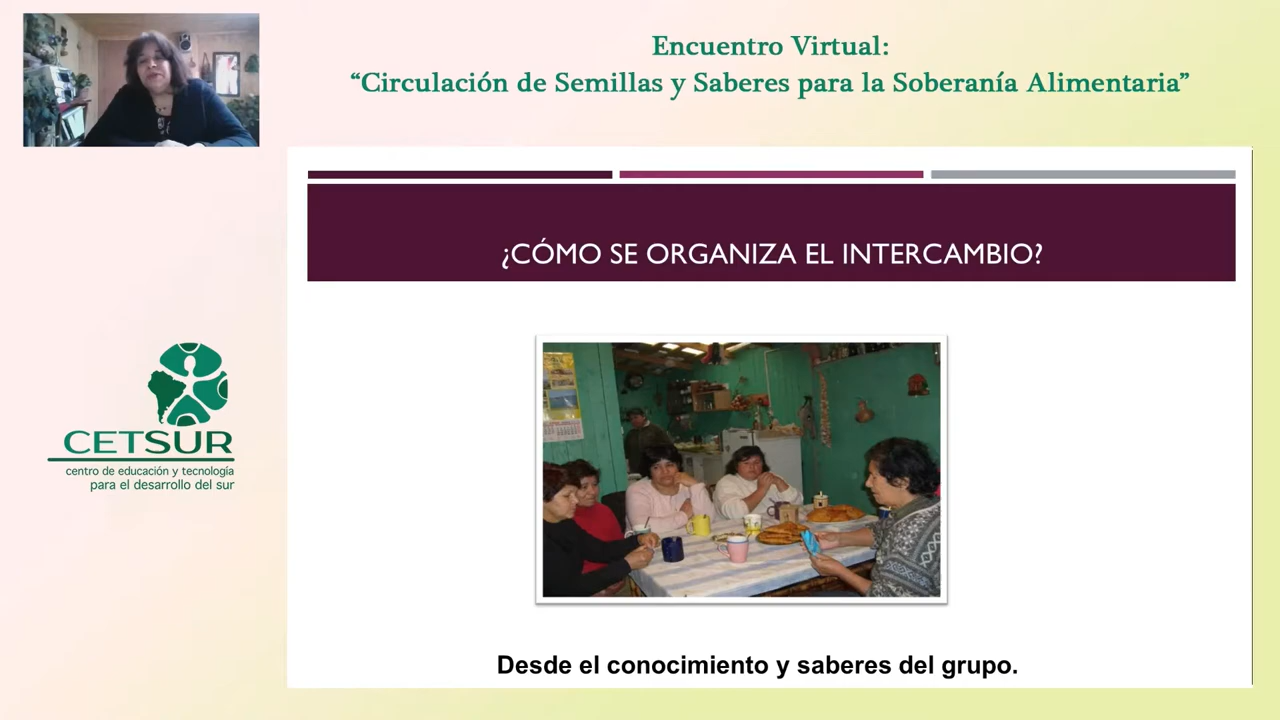 Encuentro Virtual:
“Circulación de Semillas y Saberes para la Soberanía Alimentaria”
¿CÓMO SE ORGANIZA EL INTERCAMBIO?
CETSUR
centro de educación y tecnología
para el desarrollo del sur
Desde el conocimiento y saberes del grupo.